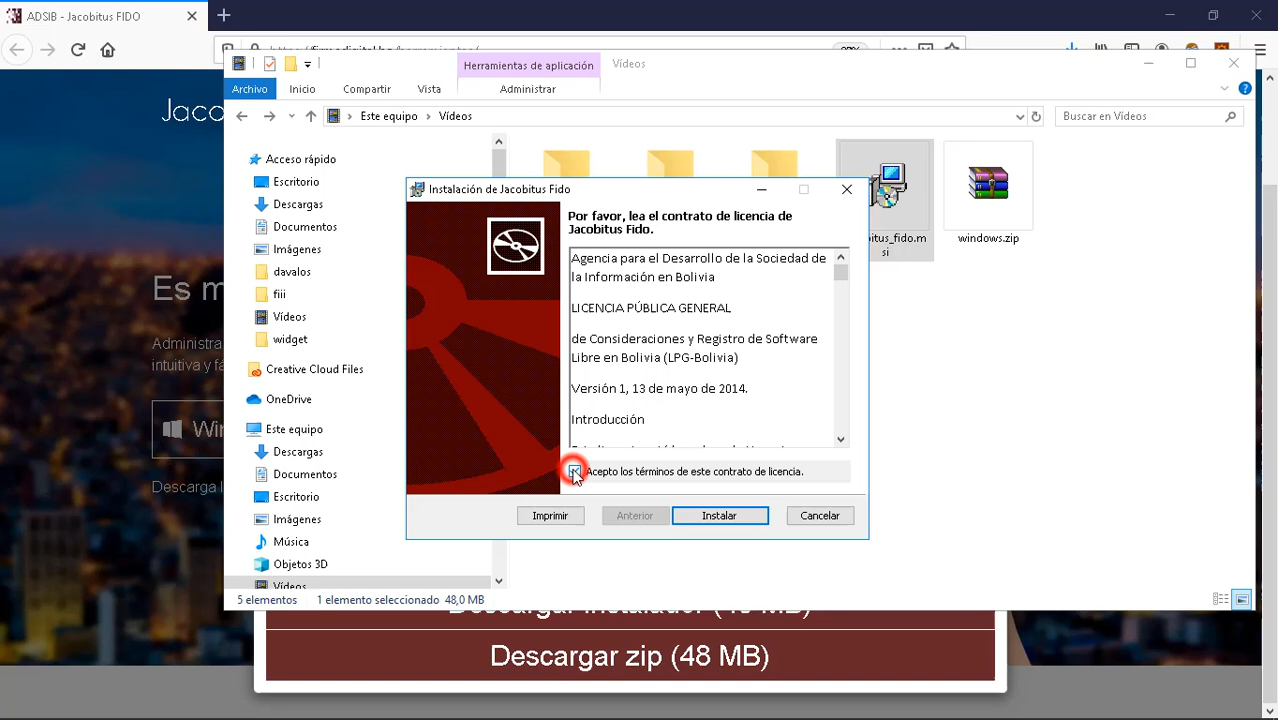 ADSIB - Jacobitus FIDO
Herramientas de aplicación
Vídeos
Archivo
Inicio
Compartir
Vista
Administrar
Este equipo
Vídeos
Buscar en Vídeos
Jacobitus
Acceso rápido
Escritorio
Descargas
Documentos
Imágenes
davalos
fiii
Vídeos
widget
Creative Cloud Files
OneDrive
Este equipo
Descargas
Documentos
Escritorio
Imágenes
Música
Objetos 3D
Vídeos
windows.zip
Instalación de Jacobitus Fido
Por favor, lea el contrato de licencia de
Jacobitus Fido.
Agencia para el Desarrollo de la Sociedad de
la Información en Bolivia
LICENCIA PÚBLICA GENERAL
de Consideraciones y Registro de Software
Libre en Bolivia (LPG-Bolivia)
Versión 1, 13 de mayo de 2014.
Introducción
Acepto los términos de este contrato de licencia.
Imprimir
Anterior
Instalar
Cancelar
Es m
Administra
intuitiva y fá
Win
Descarga l
5 elementos
1 elemento seleccionado 48,0 MB
Descargar zip (48 MB)